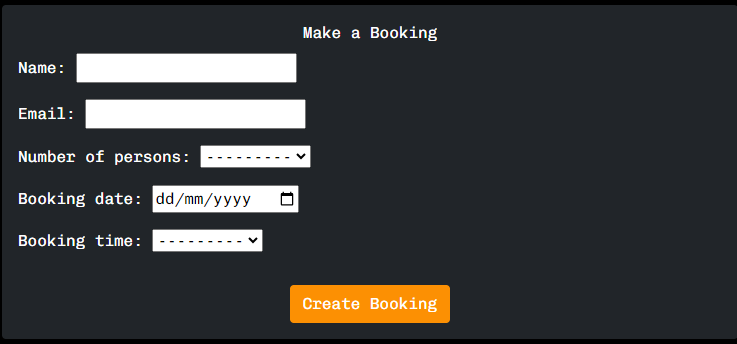 Make a Booking
Name:
Email:
Number of persons: ---------
Booking date: dd/mm/yyyy
Booking time: ---------
Create Booking